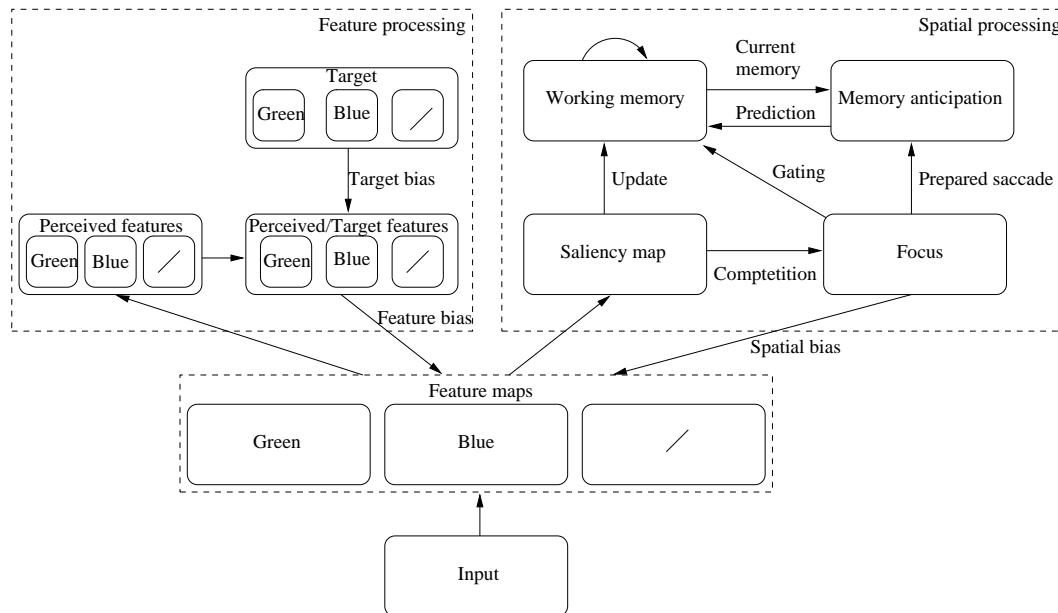 Feature processing
Target
Green
Blue
Target bias
Perceived features
Green
Blue
Perceived/Target features
Green
Blue
Feature bias
Spatial processing
Working memory
Current
memory
Memory anticipation
Prediction
Update
Gating
Prepared saccade
Saliency map
Comptetition
Focus
Spatial bias
Feature maps
Green
Blue
Input